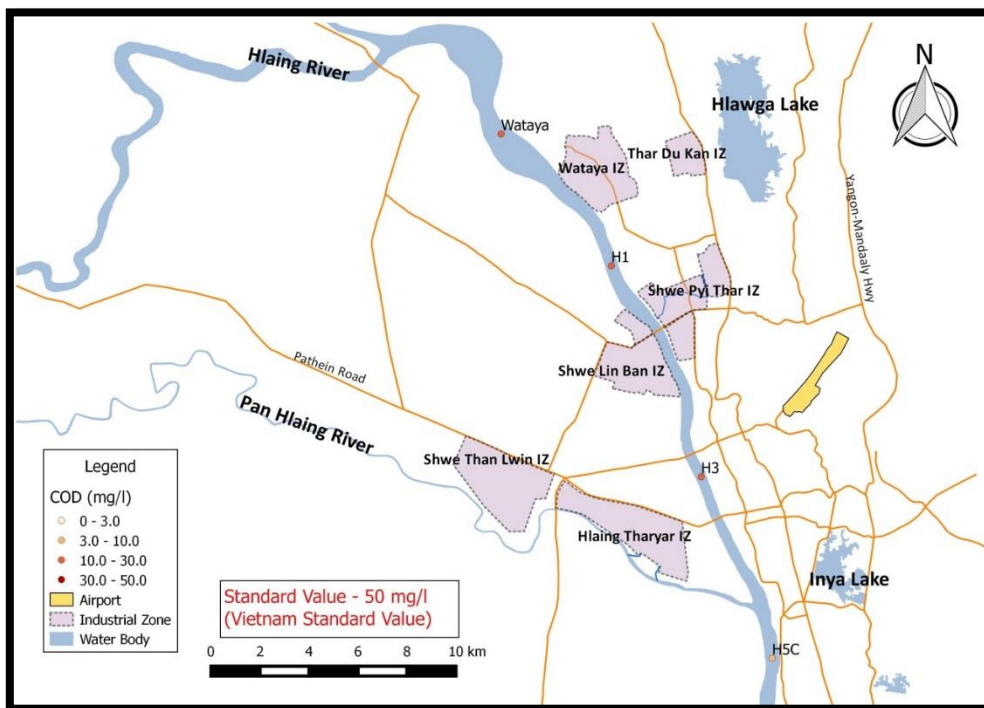 N
Hlaing River
Hlawga Lake
Wataya
Thar Du Kan IZ
Wataya IZ
Yangon-Mandaaly Hwy
H1
Shwe Pyi Thar IZ
Pathein Road
Shwe Lin Ban IZ
Pan Hlaing River
Shwe Than Lwin IZ
H3
Hlaing Tharyar IZ
Inya Lake
H5C
Legend
COD (mg/l)
0 - 3.0
3.0 - 10.0
10.0 - 30.0
30.0 - 50.0
Airport
Industrial Zone
Water Body
Standard Value - 50 mg/l
(Vietnam Standard Value)
0 2 4 6 8 10 km